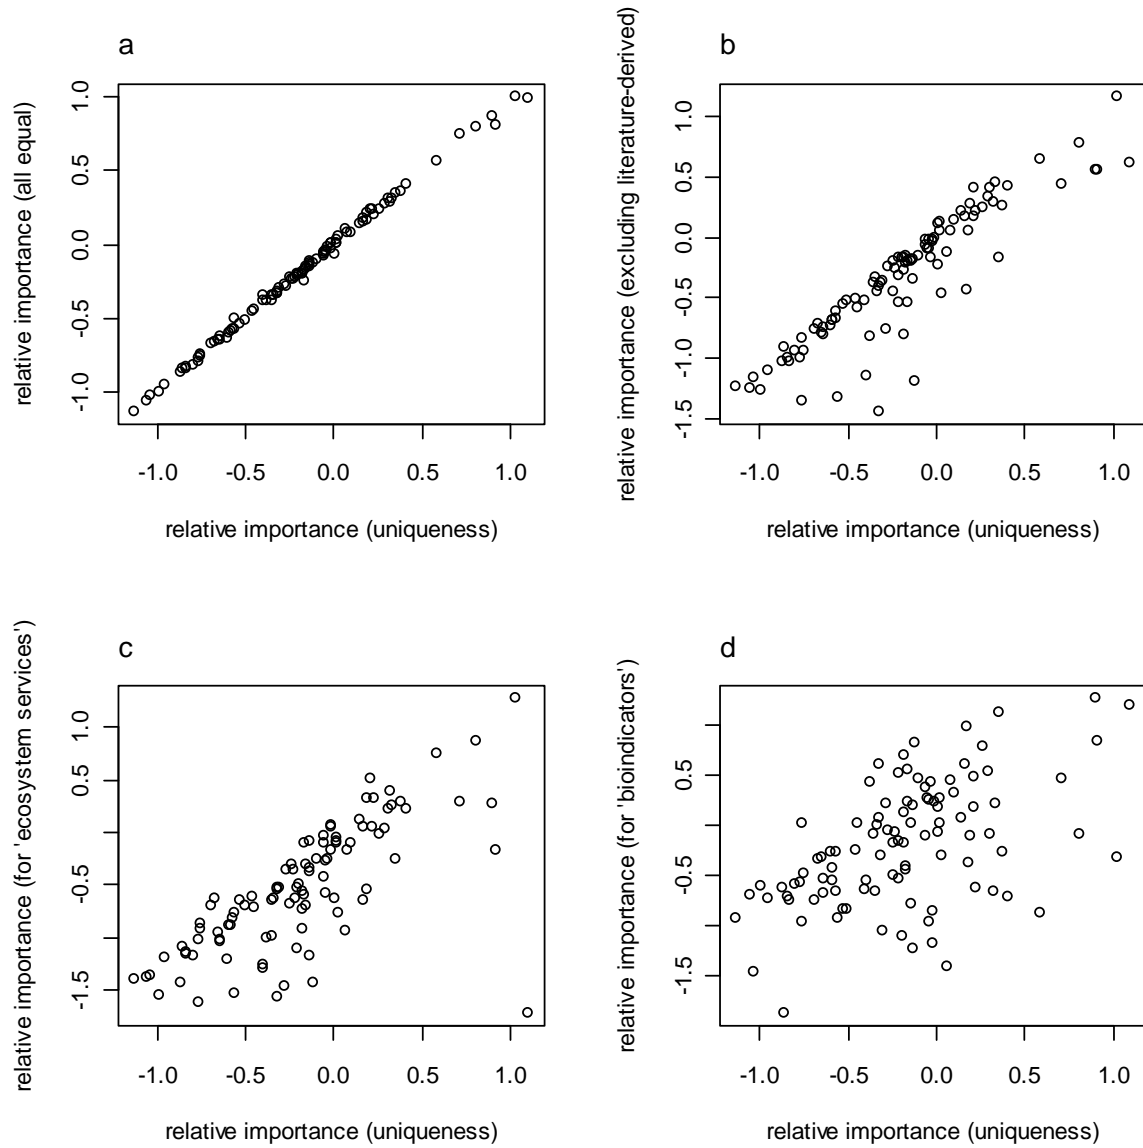 a
relative importance (all equal)
1.0
0.5
0.0
-0.5
-1.0
-1.0 -0.5 0.0 0.5 1.0
relative importance (uniqueness)
b
relative importance (excluding literature-derived)
1.0
0.5
0.0
-0.5
-1.0
-1.5
-1.0 -0.5 0.0 0.5 1.0
relative importance (uniqueness)
c
relative importance (for 'ecosystem services')
1.0
0.5
-0.5
-1.5
-1.0 -0.5 0.0 0.5 1.0
relative importance (uniqueness)
d
relative importance (for 'bioindicators')
0.5
-0.5
-1.5
-1.0 -0.5 0.0 0.5 1.0
relative importance (uniqueness)